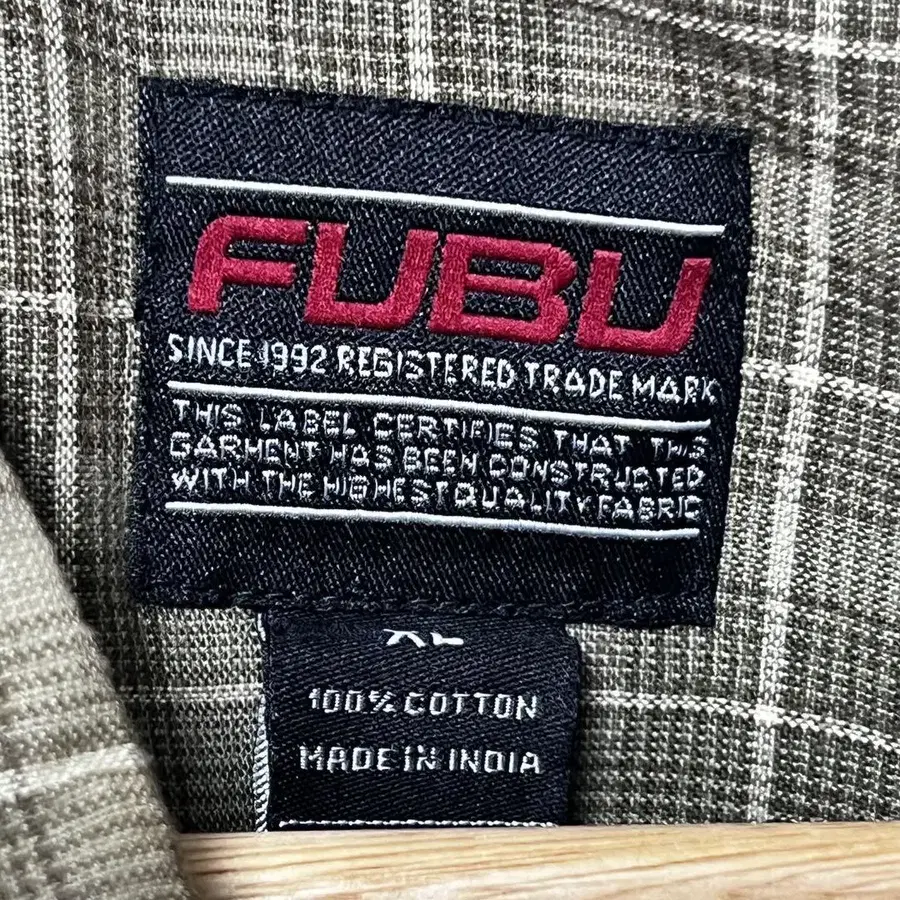 FUBU
SINCE 1992 REGISTERED TRADE MARK
THIS LABEL CERTIFIES THAT THIS
GARMENT HAS BEEN CONSTRUCTED
WITH THE HIGHEST QUALITY FABRIC
XL
100% COTTON
MADE IN INDIA